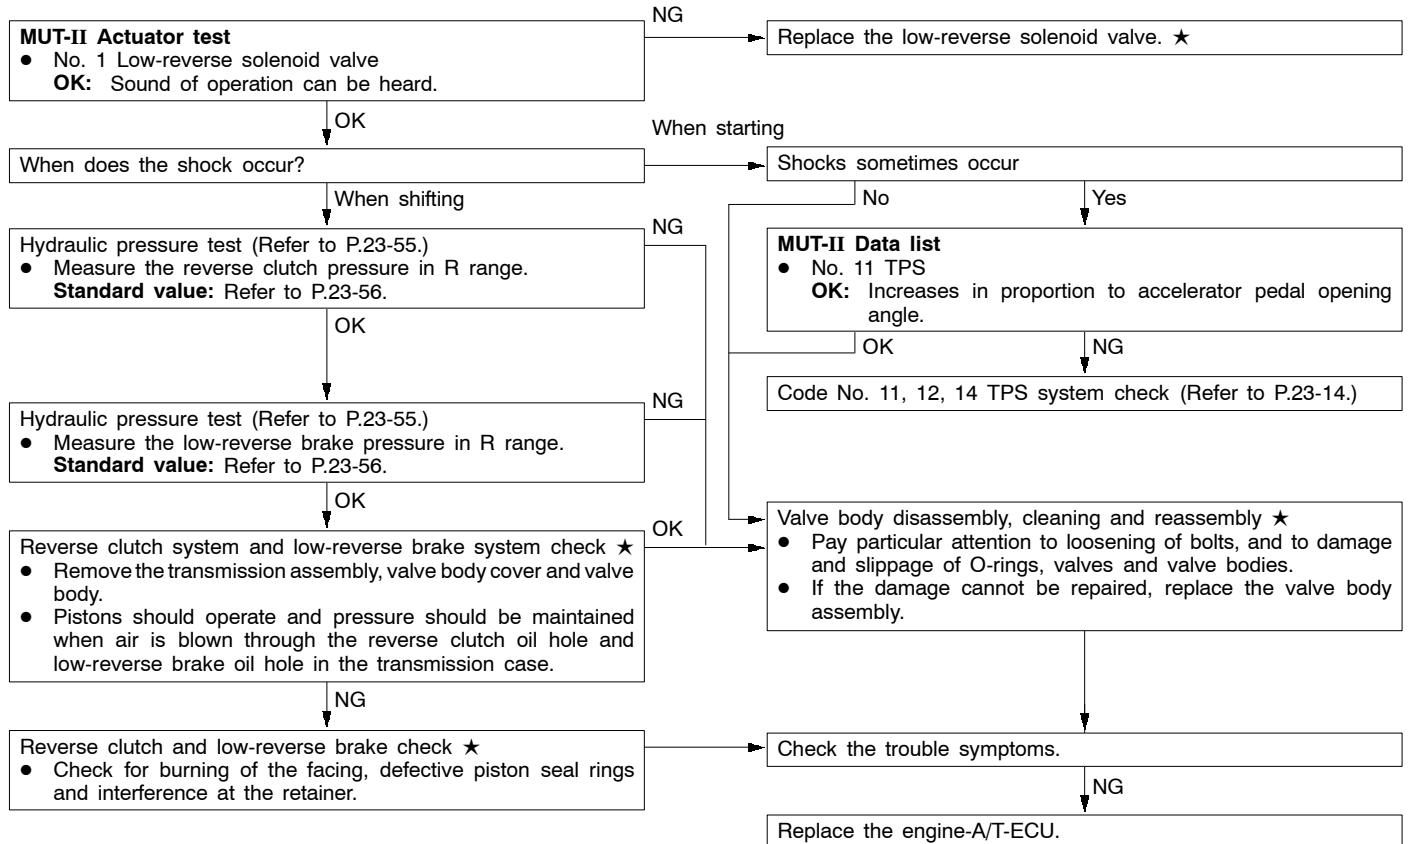 MUT-II Actuator test
● No. 1 Low-reverse solenoid valve
OK: Sound of operation can be heard.
NG
Replace the low-reverse solenoid valve. ★
OK
When does the shock occur?
When starting
Shocks sometimes occur
When shifting
No
Yes
Hydraulic pressure test (Refer to P.23-55.)
● Measure the reverse clutch pressure in R range.
Standard value: Refer to P.23-56.
NG
MUT-II Data list
● No. 11 TPS
OK: Increases in proportion to accelerator pedal opening
angle.
OK
OK
NG
Code No. 11, 12, 14 TPS system check (Refer to P.23-14.)
Hydraulic pressure test (Refer to P.23-55.)
● Measure the low-reverse brake pressure in R range.
Standard value: Refer to P.23-56.
NG
OK
Reverse clutch system and low-reverse brake system check ★
● Remove the transmission assembly, valve body cover and valve
body.
● Pistons should operate and pressure should be maintained
when air is blown through the reverse clutch oil hole and
low-reverse brake oil hole in the transmission case.
OK
Valve body disassembly, cleaning and reassembly ★
● Pay particular attention to loosening of bolts, and to damage
and slippage of O-rings, valves and valve bodies.
● If the damage cannot be repaired, replace the valve body
assembly.
NG
Reverse clutch and low-reverse brake check ★
● Check for burning of the facing, defective piston seal rings
and interference at the retainer.
Check the trouble symptoms.
NG
Replace the engine-A/T-ECU.